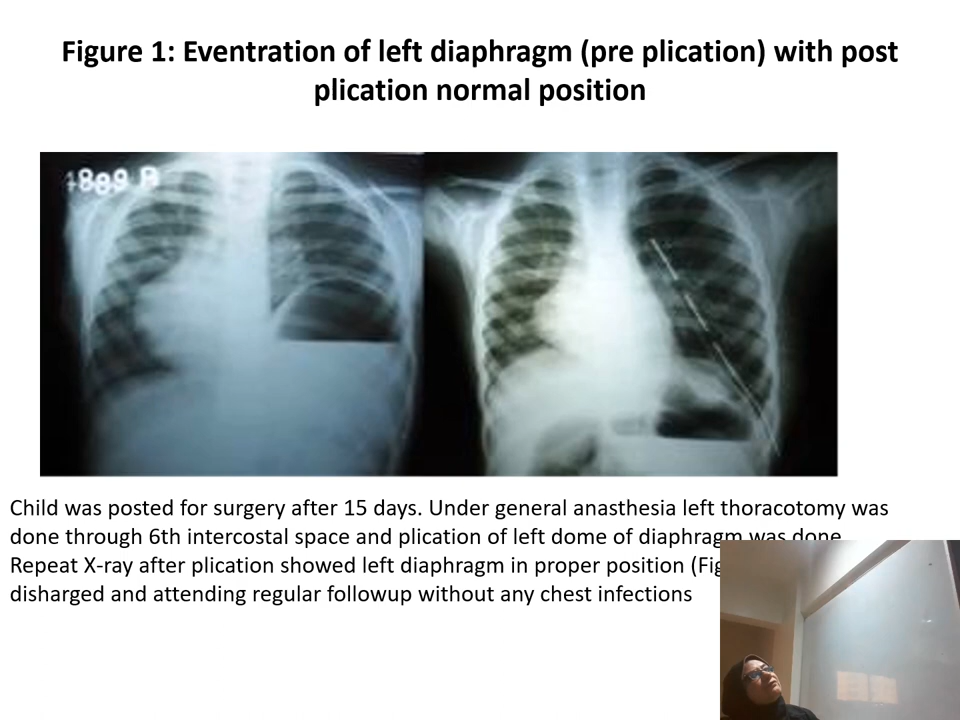 Figure 1: Eventration of left diaphragm (pre plication) with post
plication normal position
Child was posted for surgery after 15 days. Under general anasthesia left thoracotomy was
done through 6th intercostal space and plication of left dome of diaphragm was done
Repeat X-ray after plication showed left diaphragm in proper position
disharged and attending regular followup without any chest infections